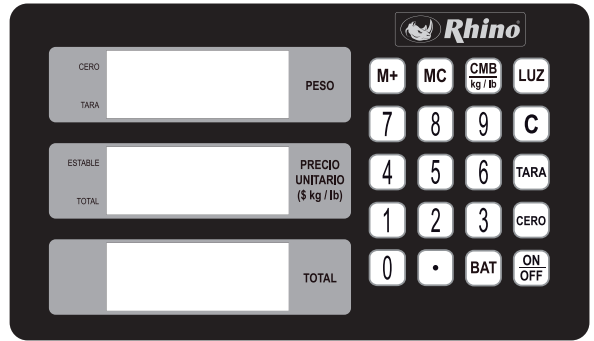 Rhino®
CERO
TARA
PESO
ESTABLE
TOTAL
PRECIO
UNITARIO
($ kg / lb)
TOTAL
M+ MC CMB kg / lb LUZ
7 8 9 C
4 5 6 TARA
1 2 3 CERO
0 . BAT ON OFF